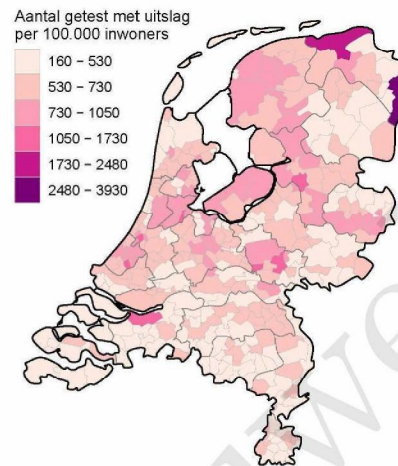 Aantal getest met uitslag
per 100.000 inwoners
160 – 530
530 – 730
730 – 1050
1050 – 1730
1730 – 2480
2480 – 3930